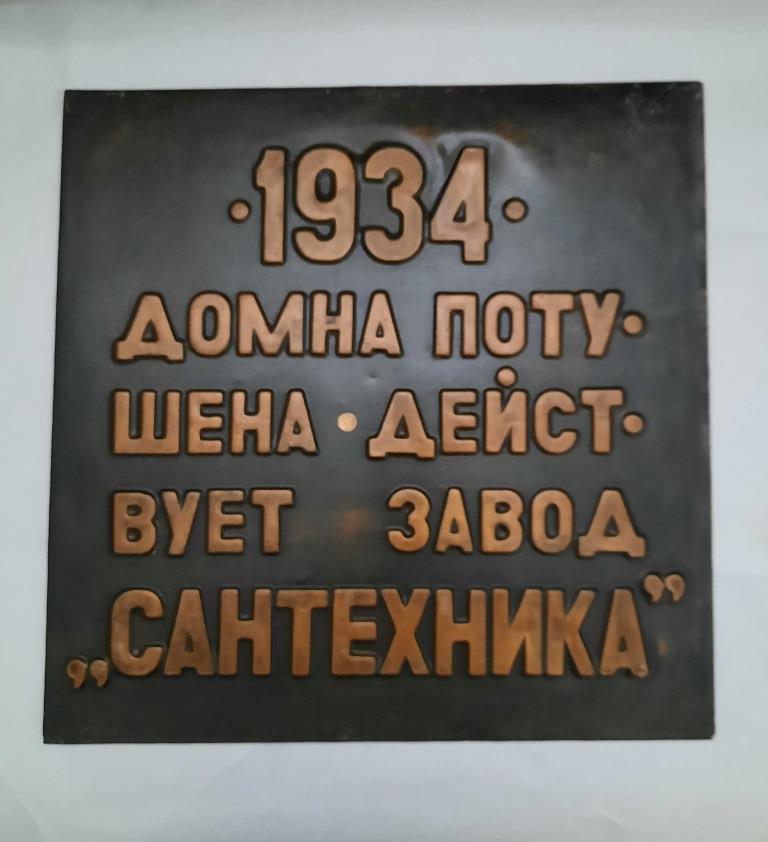 ·1934·
ДОМНА ПОТУ·
ШЕНА · ДЕЙСТ·
ВУЕТ ЗАВОД
„САНТЕХНИКА”